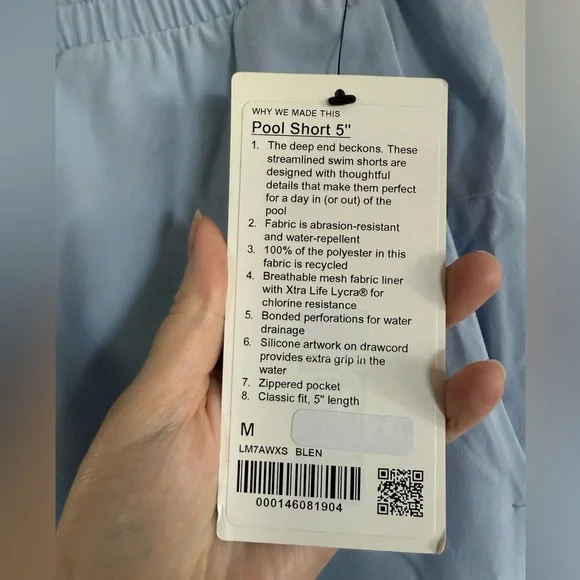 WHY WE MADE THIS
Pool Short 5"
1. The deep end beckons. These
streamlined swim shorts are
designed with thoughtful
details that make them perfect
for a day in (or out) of the
pool
2. Fabric is abrasion-resistant
and water-repellent
3. 100% of the polyester in this
fabric is recycled
4. Breathable mesh fabric liner
with Xtra Life Lycra® for
chlorine resistance
5. Bonded perforations for water
drainage
6. Silicone artwork on drawcord
provides extra grip in the
water
7. Zippered pocket
8. Classic fit, 5" length
M
LM7AWXS BLEN
000146081904